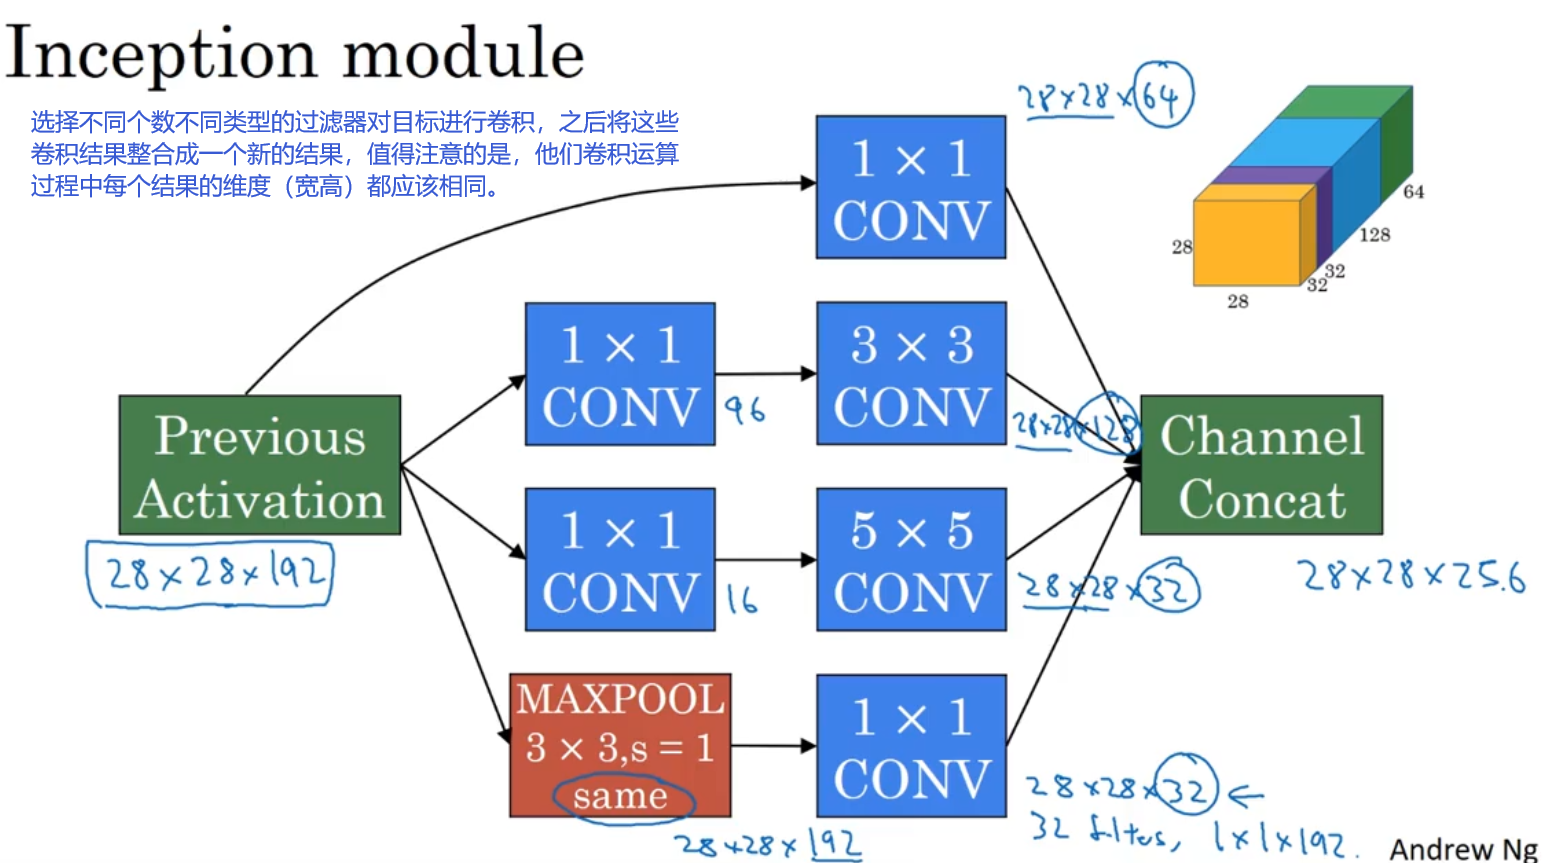 Inception module
选择不同个数不同类型的过滤器对目标进行卷积，之后将这些
卷积结果整合成一个新的结果，值得注意的是，他们卷积运算
过程中每个结果的维度（宽高）都应该相同。
28×28×64
1 × 1
CONV
28
28
32
32
128
64
1 × 1
CONV
96
3 × 3
CONV
28×28×128
Previous
Activation
28×28×192
Channel
Concat
28×28×256
1 × 1
CONV
16
5 × 5
CONV
28×28×32
MAXPOOL
3 × 3,s = 1
same
28×28×192
1 × 1
CONV
28×28×32 ←
32 filters, 1×1×192.
Andrew Ng